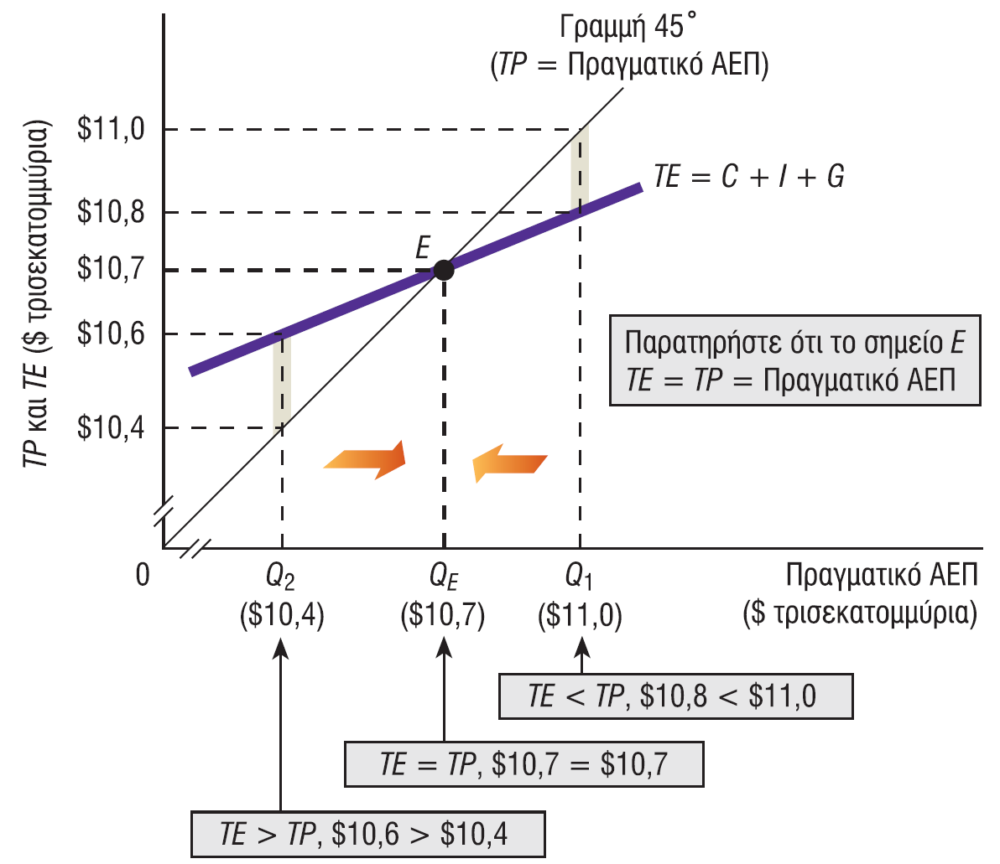 Γραμμή 45°
(TP = Πραγματικό ΑΕΠ)
TP και TE ($ τρισεκατομμύρια)
$11,0
$10,8
$10,7
$10,6
$10,4
TE = C + I + G
E
Παρατηρήστε ότι το σημείο E
TE = TP = Πραγματικό ΑΕΠ
0
Q2
($10,4)
QE
($10,7)
Q1
($11,0)
Πραγματικό ΑΕΠ
($ τρισεκατομμύρια)
TE < TP, $10,8 < $11,0
TE = TP, $10,7 = $10,7
TE > TP, $10,6 > $10,4